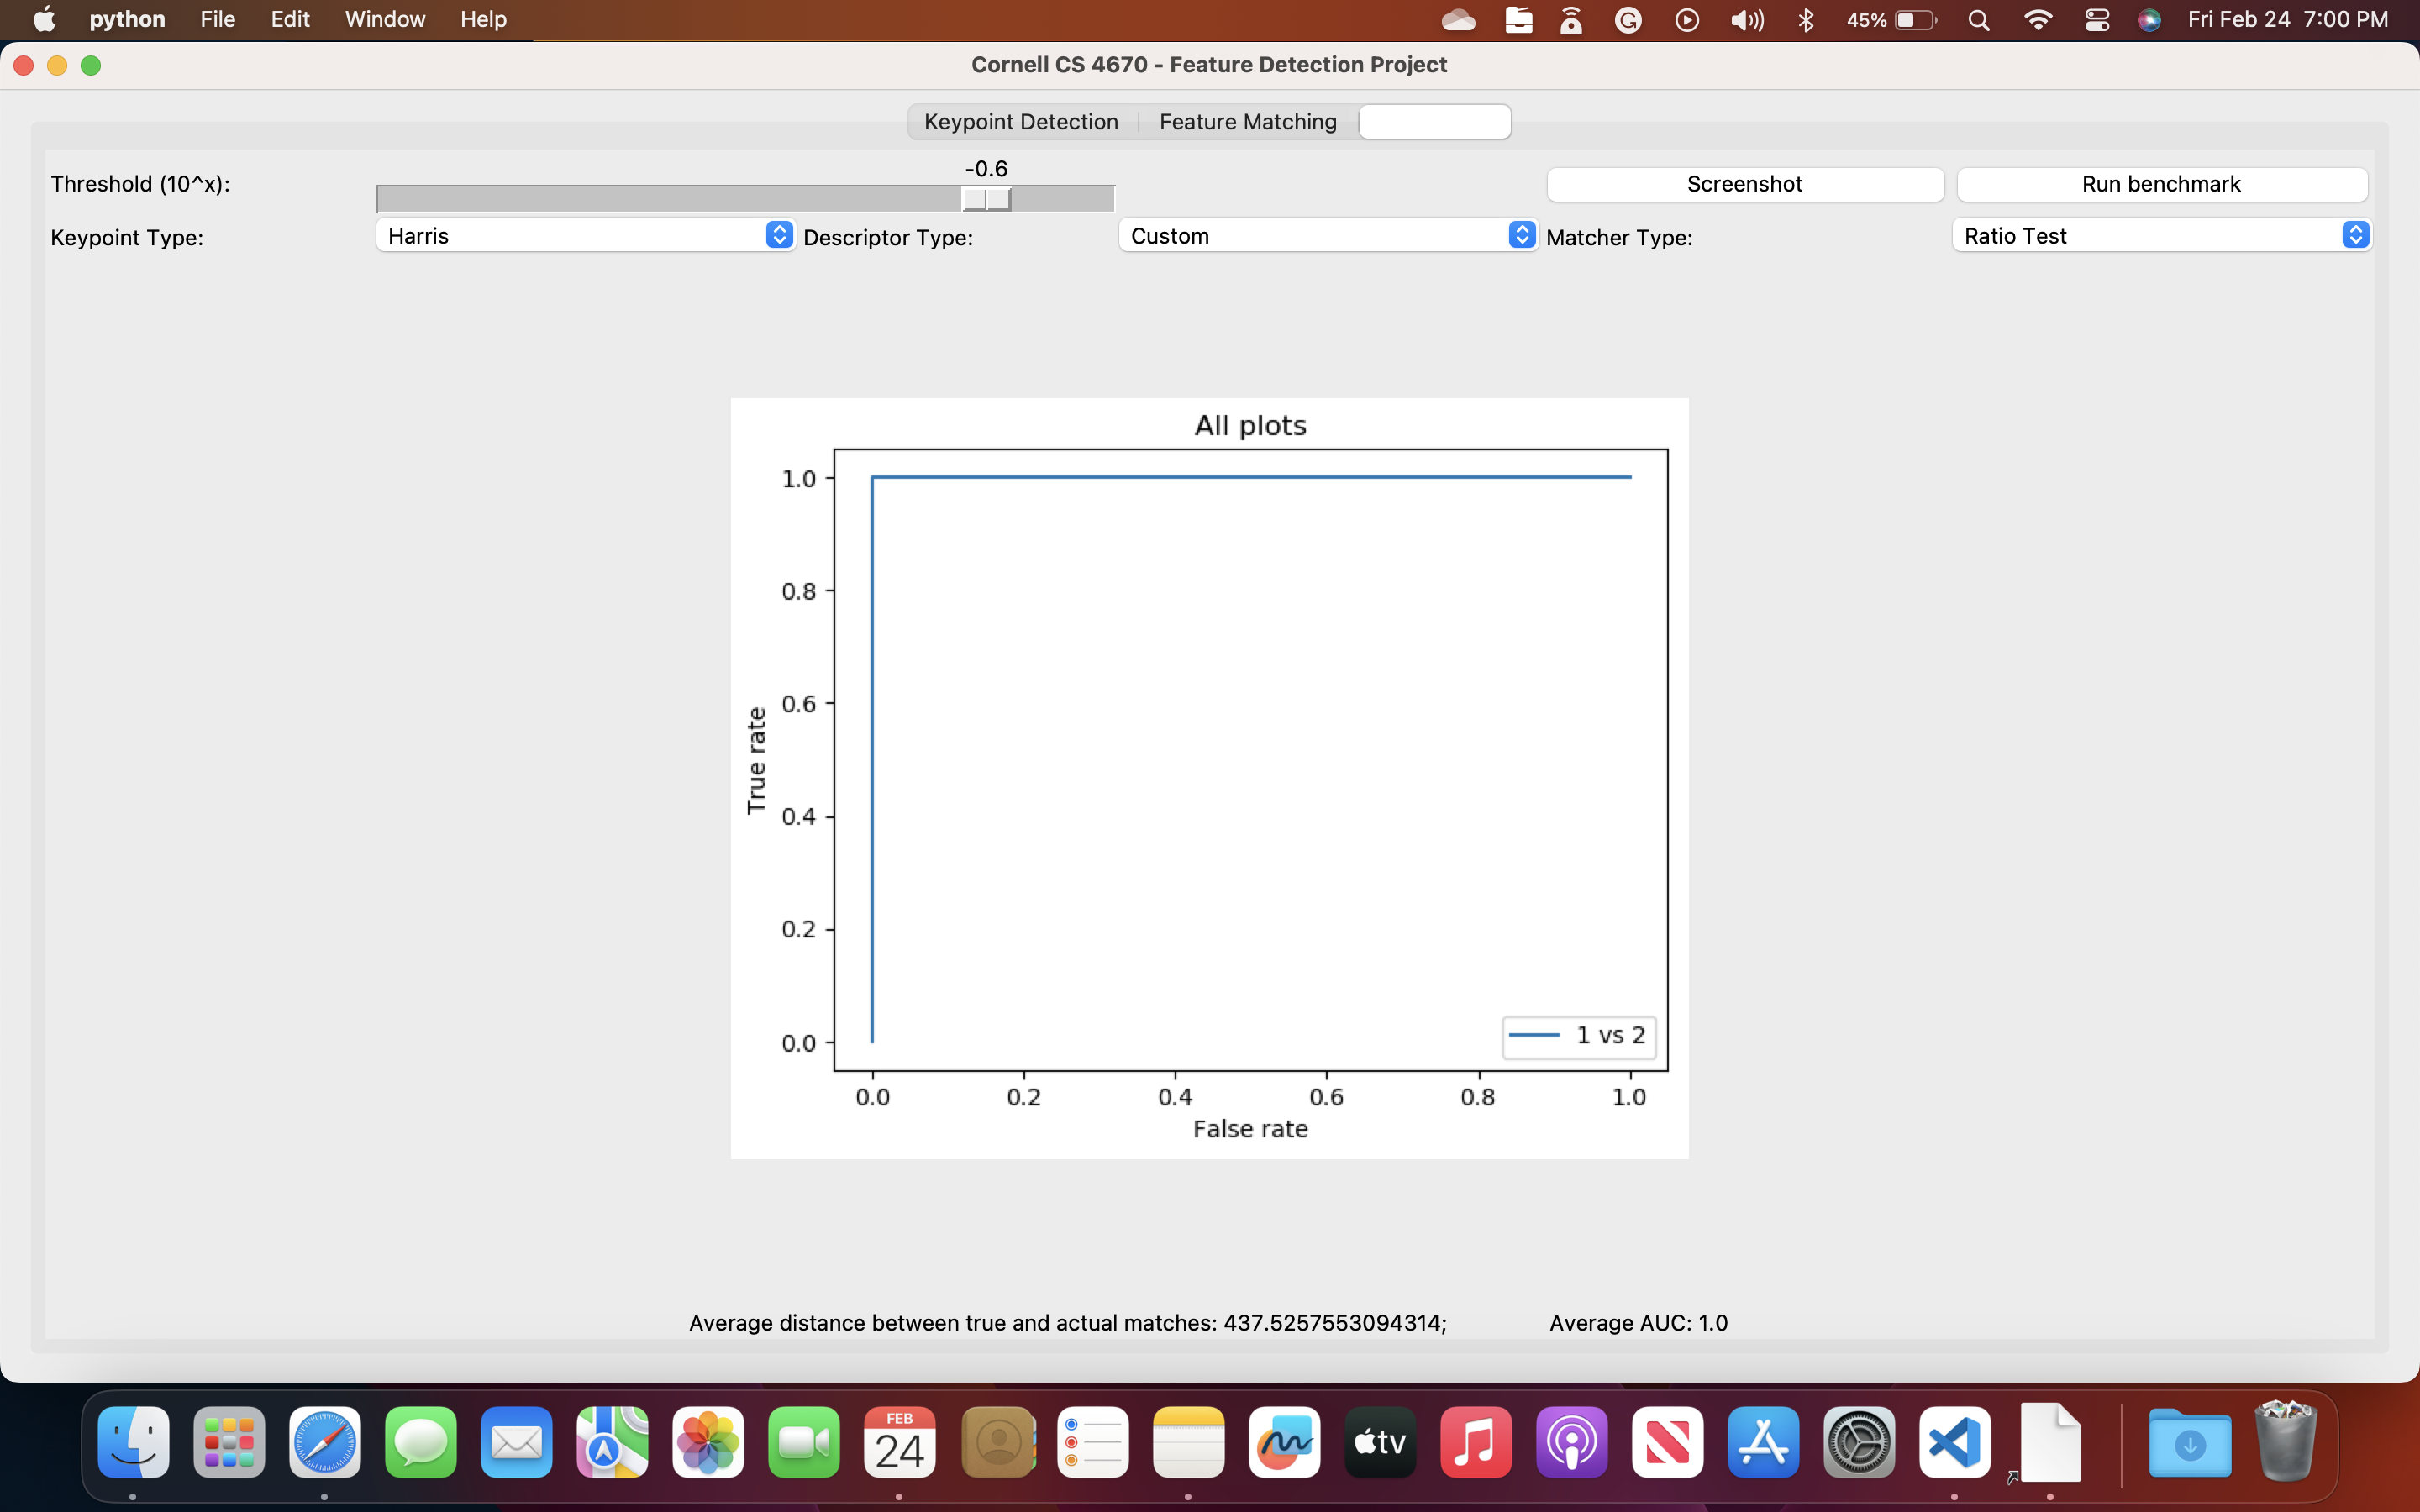 python File Edit Window Help 45% Fri Feb 24 7:00 PM
Cornell CS 4670 - Feature Detection Project
Keypoint Detection Feature Matching
-0.6
Threshold (10^x): Screenshot Run benchmark
Keypoint Type: Harris Descriptor Type: Custom Matcher Type: Ratio Test
All plots
1.0
0.8
0.6
0.4
0.2
0.0
True rate
1 vs 2
0.0 0.2 0.4 0.6 0.8 1.0
False rate
Average distance between true and actual matches: 437.5257553094314; Average AUC: 1.0
FEB
24
tv